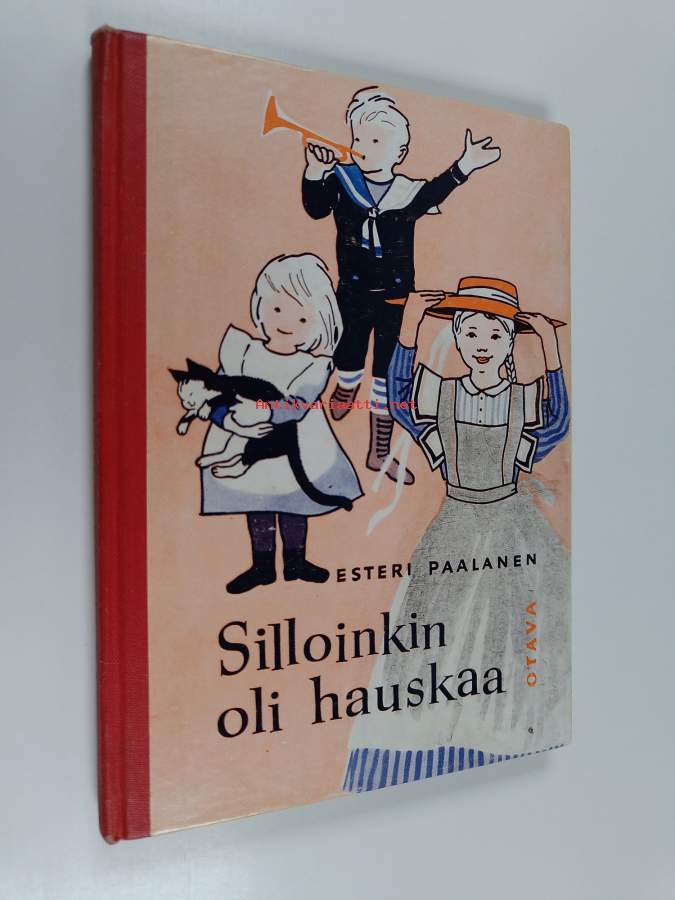 Antikvariaatti.net
ESTERI PAALANEN
Silloinkin
oli hauskaa
OTAVA